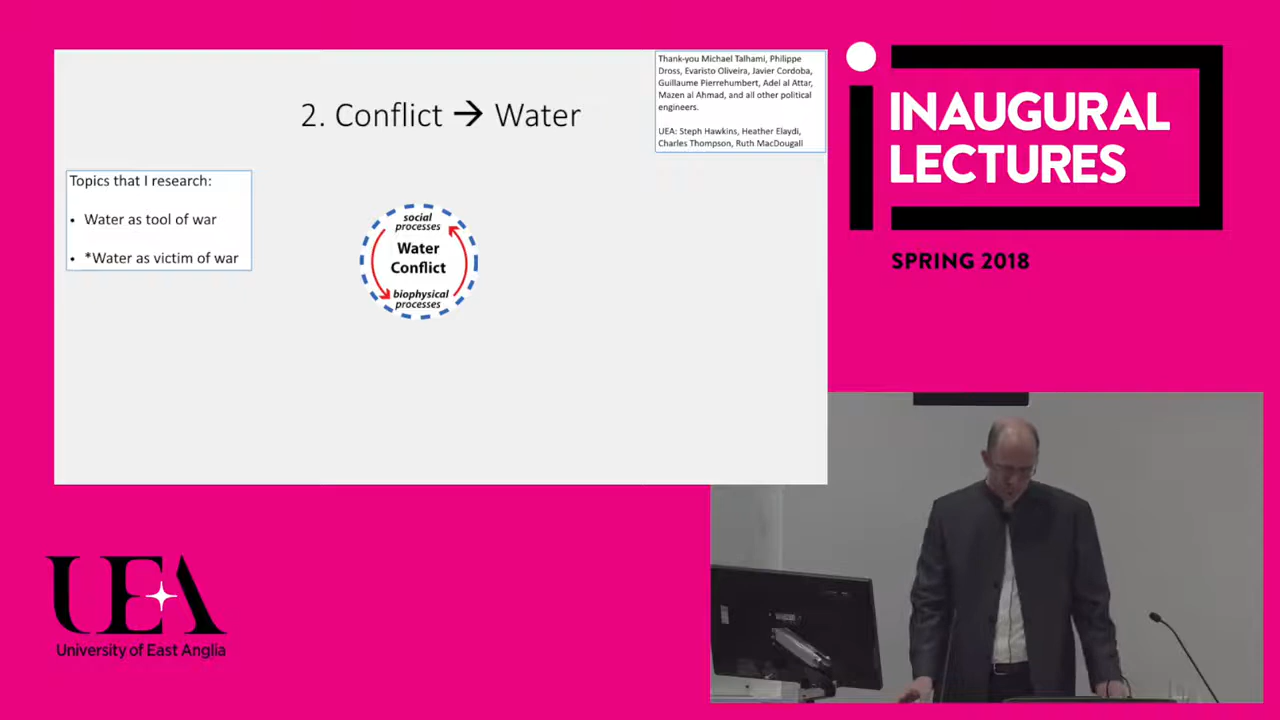 2. Conflict → Water
Thank-you Michael Talhami, Philippe
Dross, Evaristo Oliveira, Javier Cordoba,
Guillaume Pierrehumbert, Adel al Attar,
Mazen al Ahmad, and all other political
engineers.
UEA: Steph Hawkins, Heather Elaydi,
Charles Thompson, Ruth MacDougall
Topics that I research:
• Water as tool of war
• *Water as victim of war
social
processes
Water
Conflict
biophysical
processes
INAUGURAL
LECTURES
SPRING 2018
UEA
University of East Anglia